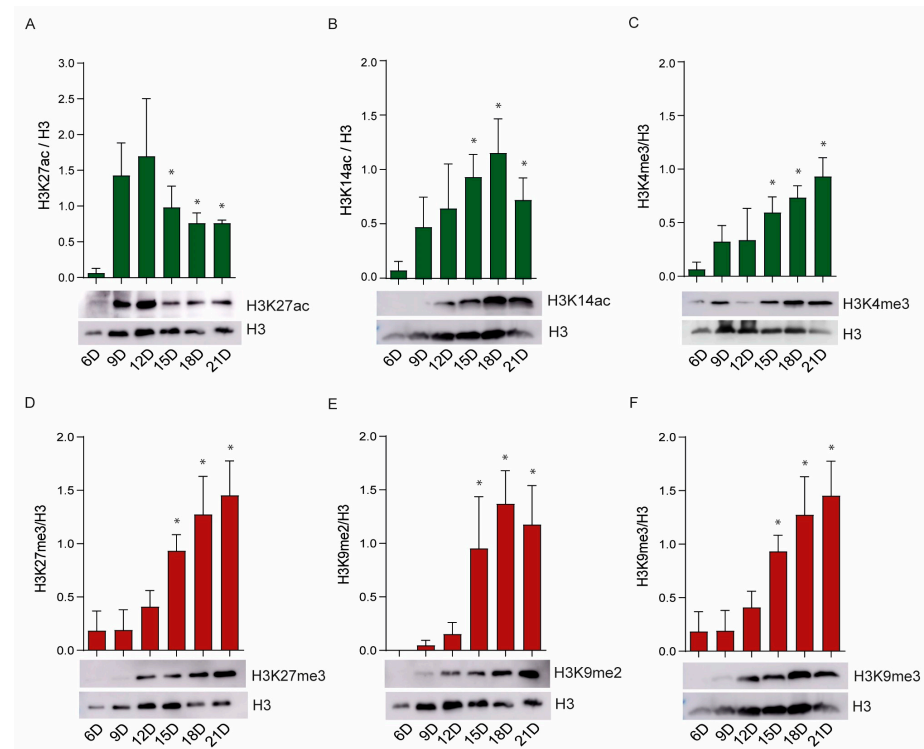 A
H3K27ac / H3
3.0
2.5
2.0
1.5
1.0
0.5
0.0
* * *
H3K27ac
H3
6D 9D 12D 15D 18D 21D
B
H3K14ac / H3
2.0
1.5
1.0
0.5
0.0
* * *
H3K14ac
H3
6D 9D 12D 15D 18D 21D
C
H3K4me3/H3
2.0
1.5
1.0
0.5
0.0
* * *
H3K4me3
H3
6D 9D 12D 15D 18D 21D
D
H3K27me3/H3
2.0
1.5
1.0
0.5
0.0
* * *
H3K27me3
H3
6D 9D 12D 15D 18D 21D
E
H3K9me2/H3
2.0
1.5
1.0
0.5
0.0
* * *
H3K9me2
H3
6D 9D 12D 15D 18D 21D
F
H3K9me3/H3
2.0
1.5
1.0
0.5
0.0
* * *
H3K9me3
H3
6D 9D 12D 15D 18D 21D